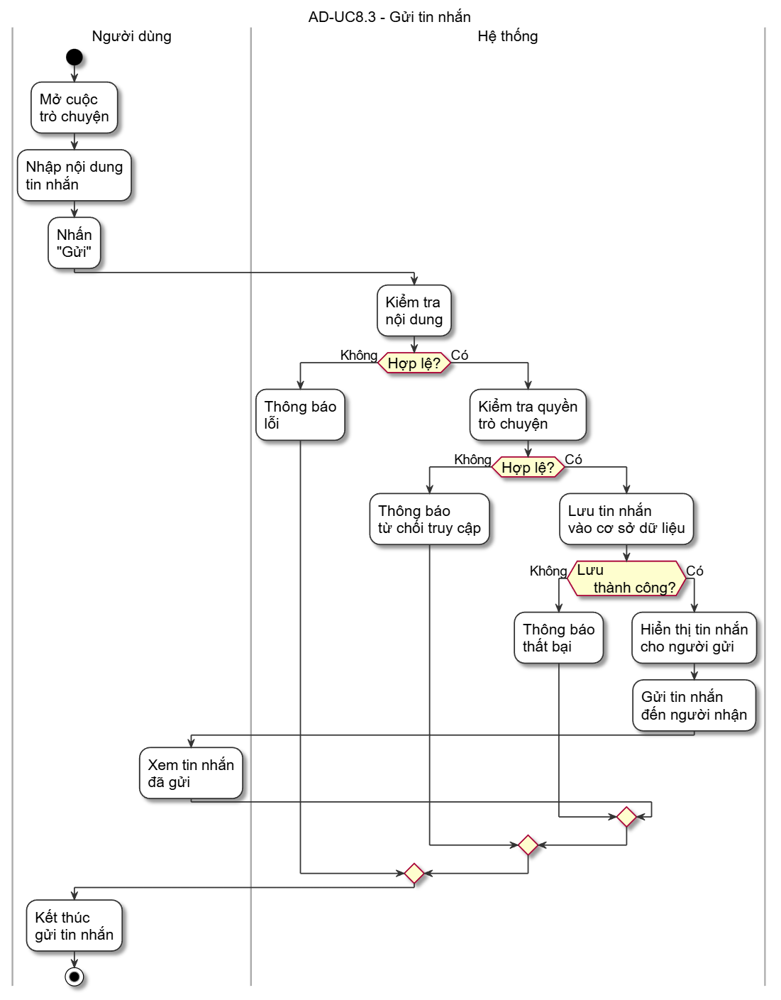 AD-UC8.3 - Gửi tin nhắn
Người dùng
Hệ thống
Mở cuộc
trò chuyện
Nhập nội dung
tin nhắn
Nhấn
"Gửi"
Kiểm tra
nội dung
Không
Hợp lệ?
Có
Thông báo
lỗi
Kiểm tra quyền
trò chuyện
Không
Hợp lệ?
Có
Thông báo
từ chối truy cập
Lưu tin nhắn
vào cơ sở dữ liệu
Không
Lưu
thành công?
Có
Thông báo
thất bại
Hiển thị tin nhắn
cho người gửi
Gửi tin nhắn
đến người nhận
Xem tin nhắn
đã gửi
Kết thúc
gửi tin nhắn